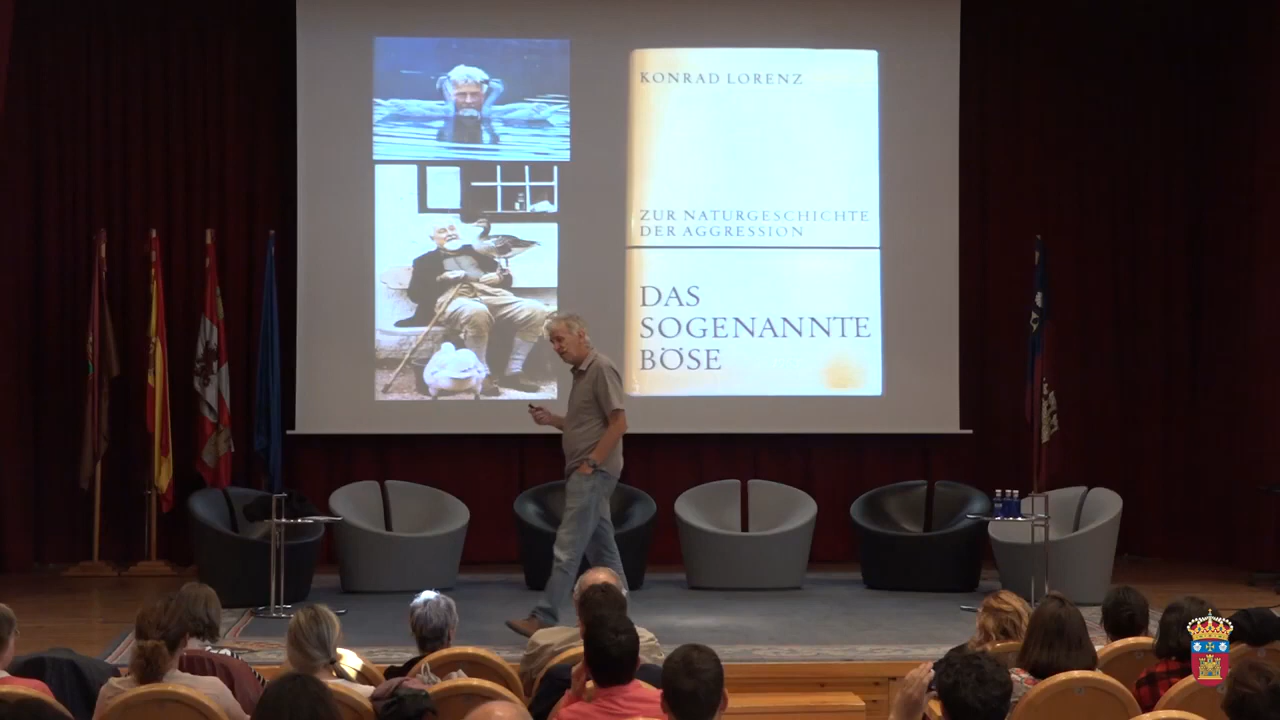 KONRAD LORENZ
ZUR NATURGESCHICHTE
DER AGGRESSION
DAS
SOGENANNTE
BÖSE